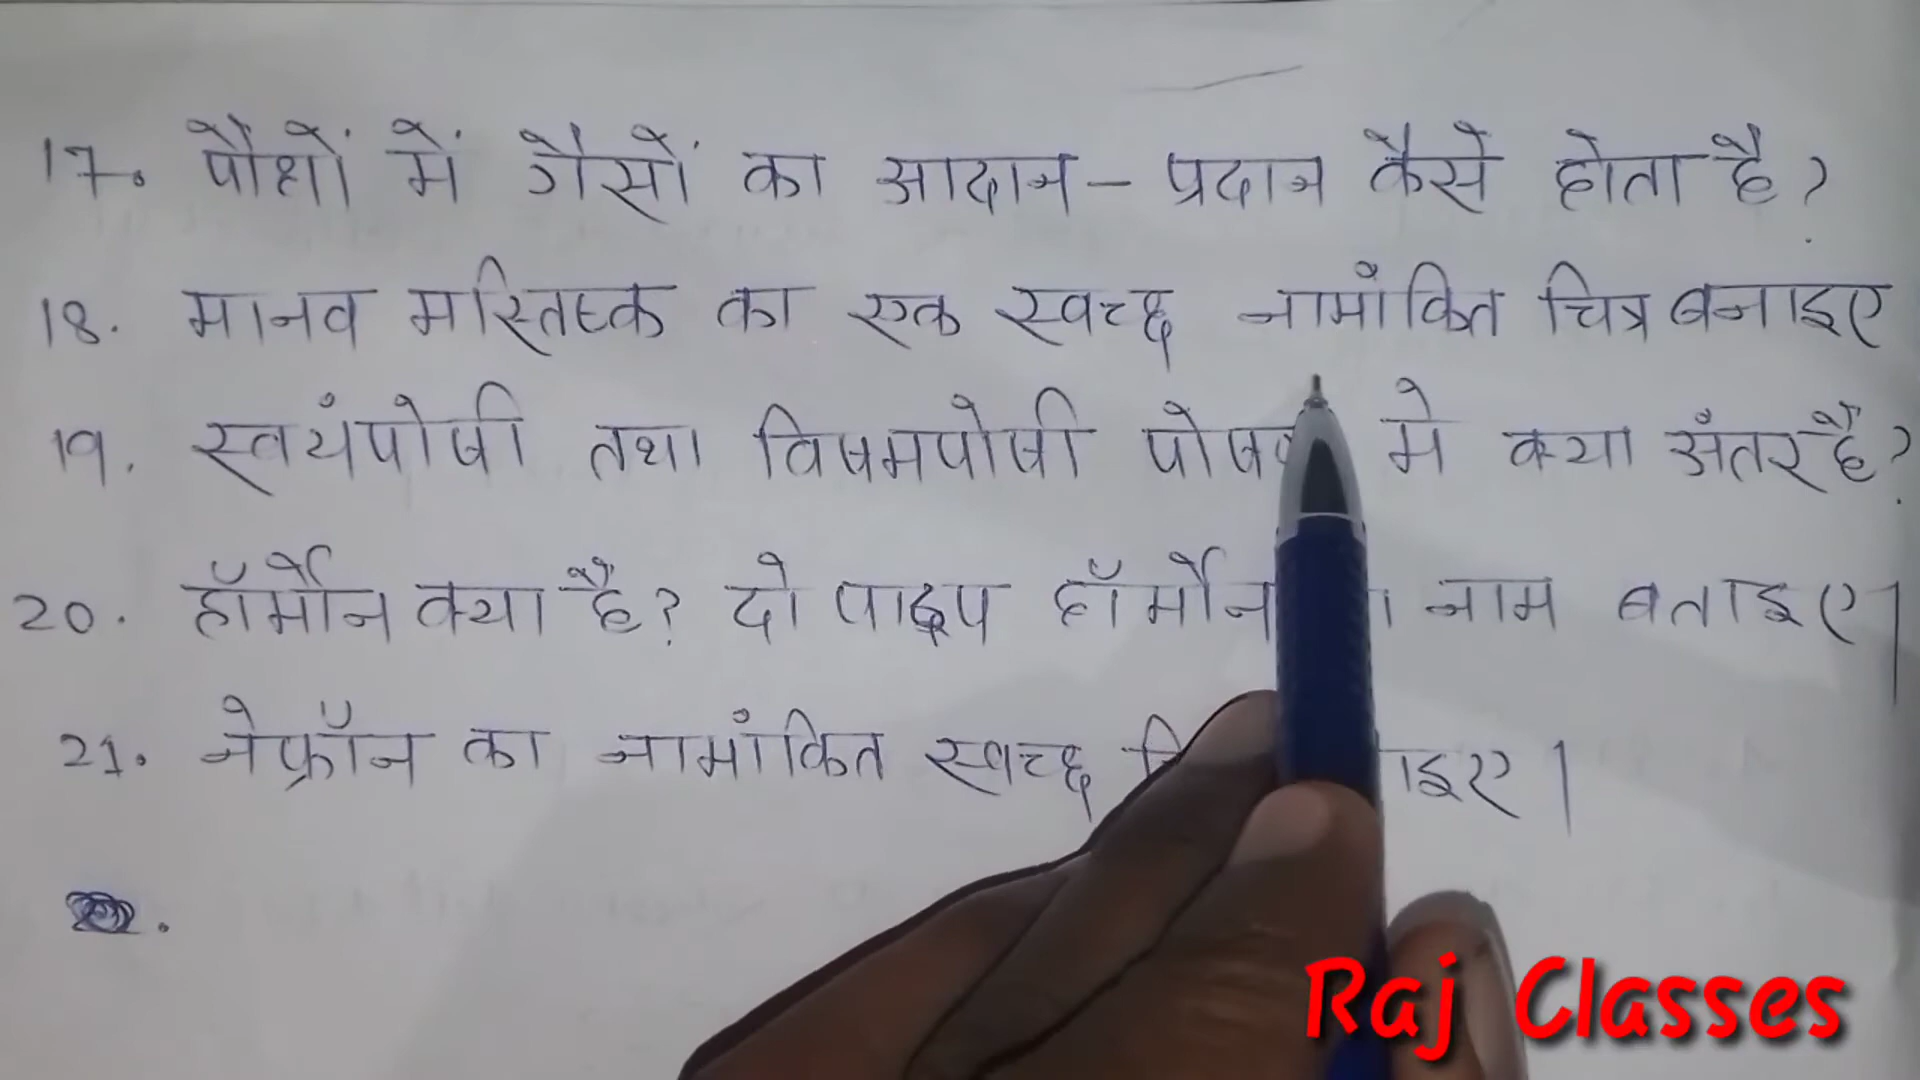 17. पौधों में गैसों का आदान-प्रदान कैसे होता है?
18. मानव मस्तिष्क का एक स्वच्छ नामांकित चित्र बनाइए
19. स्वयंपोषी तथा विषमपोषी में क्या अंतर है?
20. हॉर्मोन क्या है? दो पादप हॉर्मोन नाम बताइए।
21. नेफ्रॉन का नामांकित स्वच्छ
Raj Classes